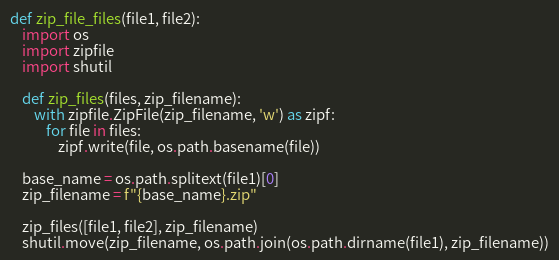 def zip_file_files(file1, file2):
    import os
    import zipfile
    import shutil

    def zip_files(files, zip_filename):
        with zipfile.ZipFile(zip_filename, 'w') as zipf:
            for file in files:
                zipf.write(file, os.path.basename(file))

    base_name = os.path.splitext(file1)[0]
    zip_filename = f"{base_name}.zip"

    zip_files([file1, file2], zip_filename)
    shutil.move(zip_filename, os.path.join(os.path.dirname(file1), zip_filename))